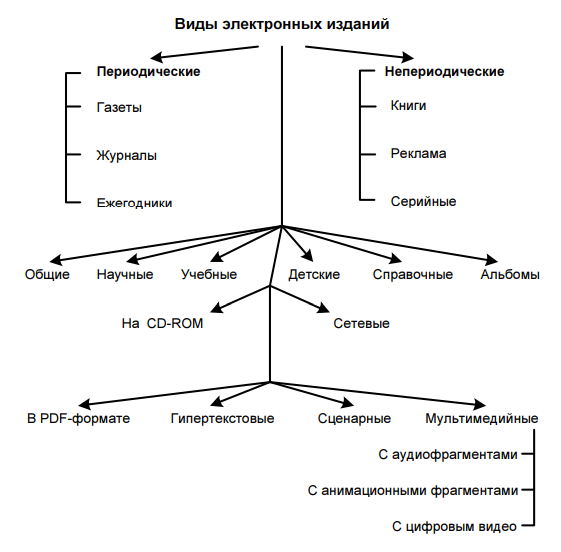 Виды электронных изданий
Периодические
Газеты
Журналы
Ежегодники
Непериодические
Книги
Реклама
Серийные
Общие
Научные
Учебные
Детские
Справочные
Альбомы
На CD-ROM
Сетевые
В PDF-формате
Гипертекстовые
Сценарные
Мультимедийные
С аудиофрагментами
С анимационными фрагментами
С цифровым видео